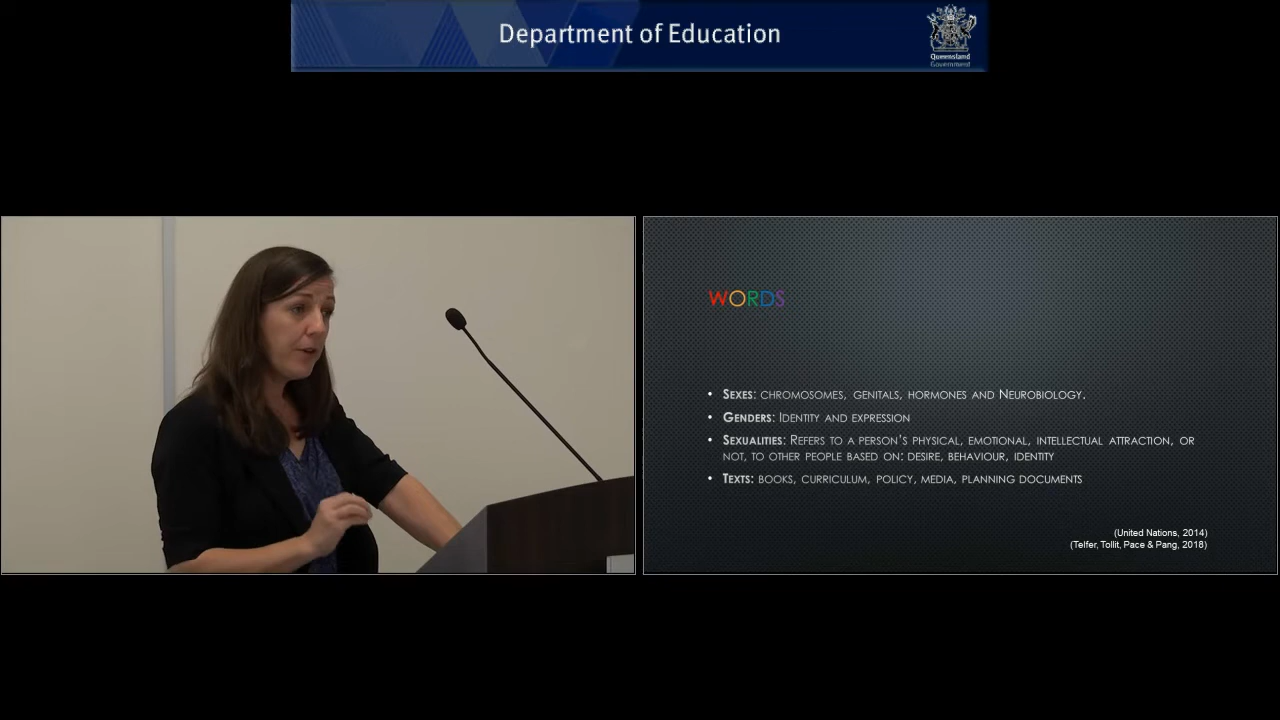 Department of Education
Queensland
Government
WORDS
• Sexes: chromosomes, genitals, hormones and Neurobiology.
• Genders: Identity and expression
• Sexualities: Refers to a person's physical, emotional, intellectual attraction, or
not, to other people based on: desire, behaviour, identity
• Texts: books, curriculum, policy, media, planning documents
(United Nations, 2014)
(Telfer, Tollit, Pace & Pang, 2018)